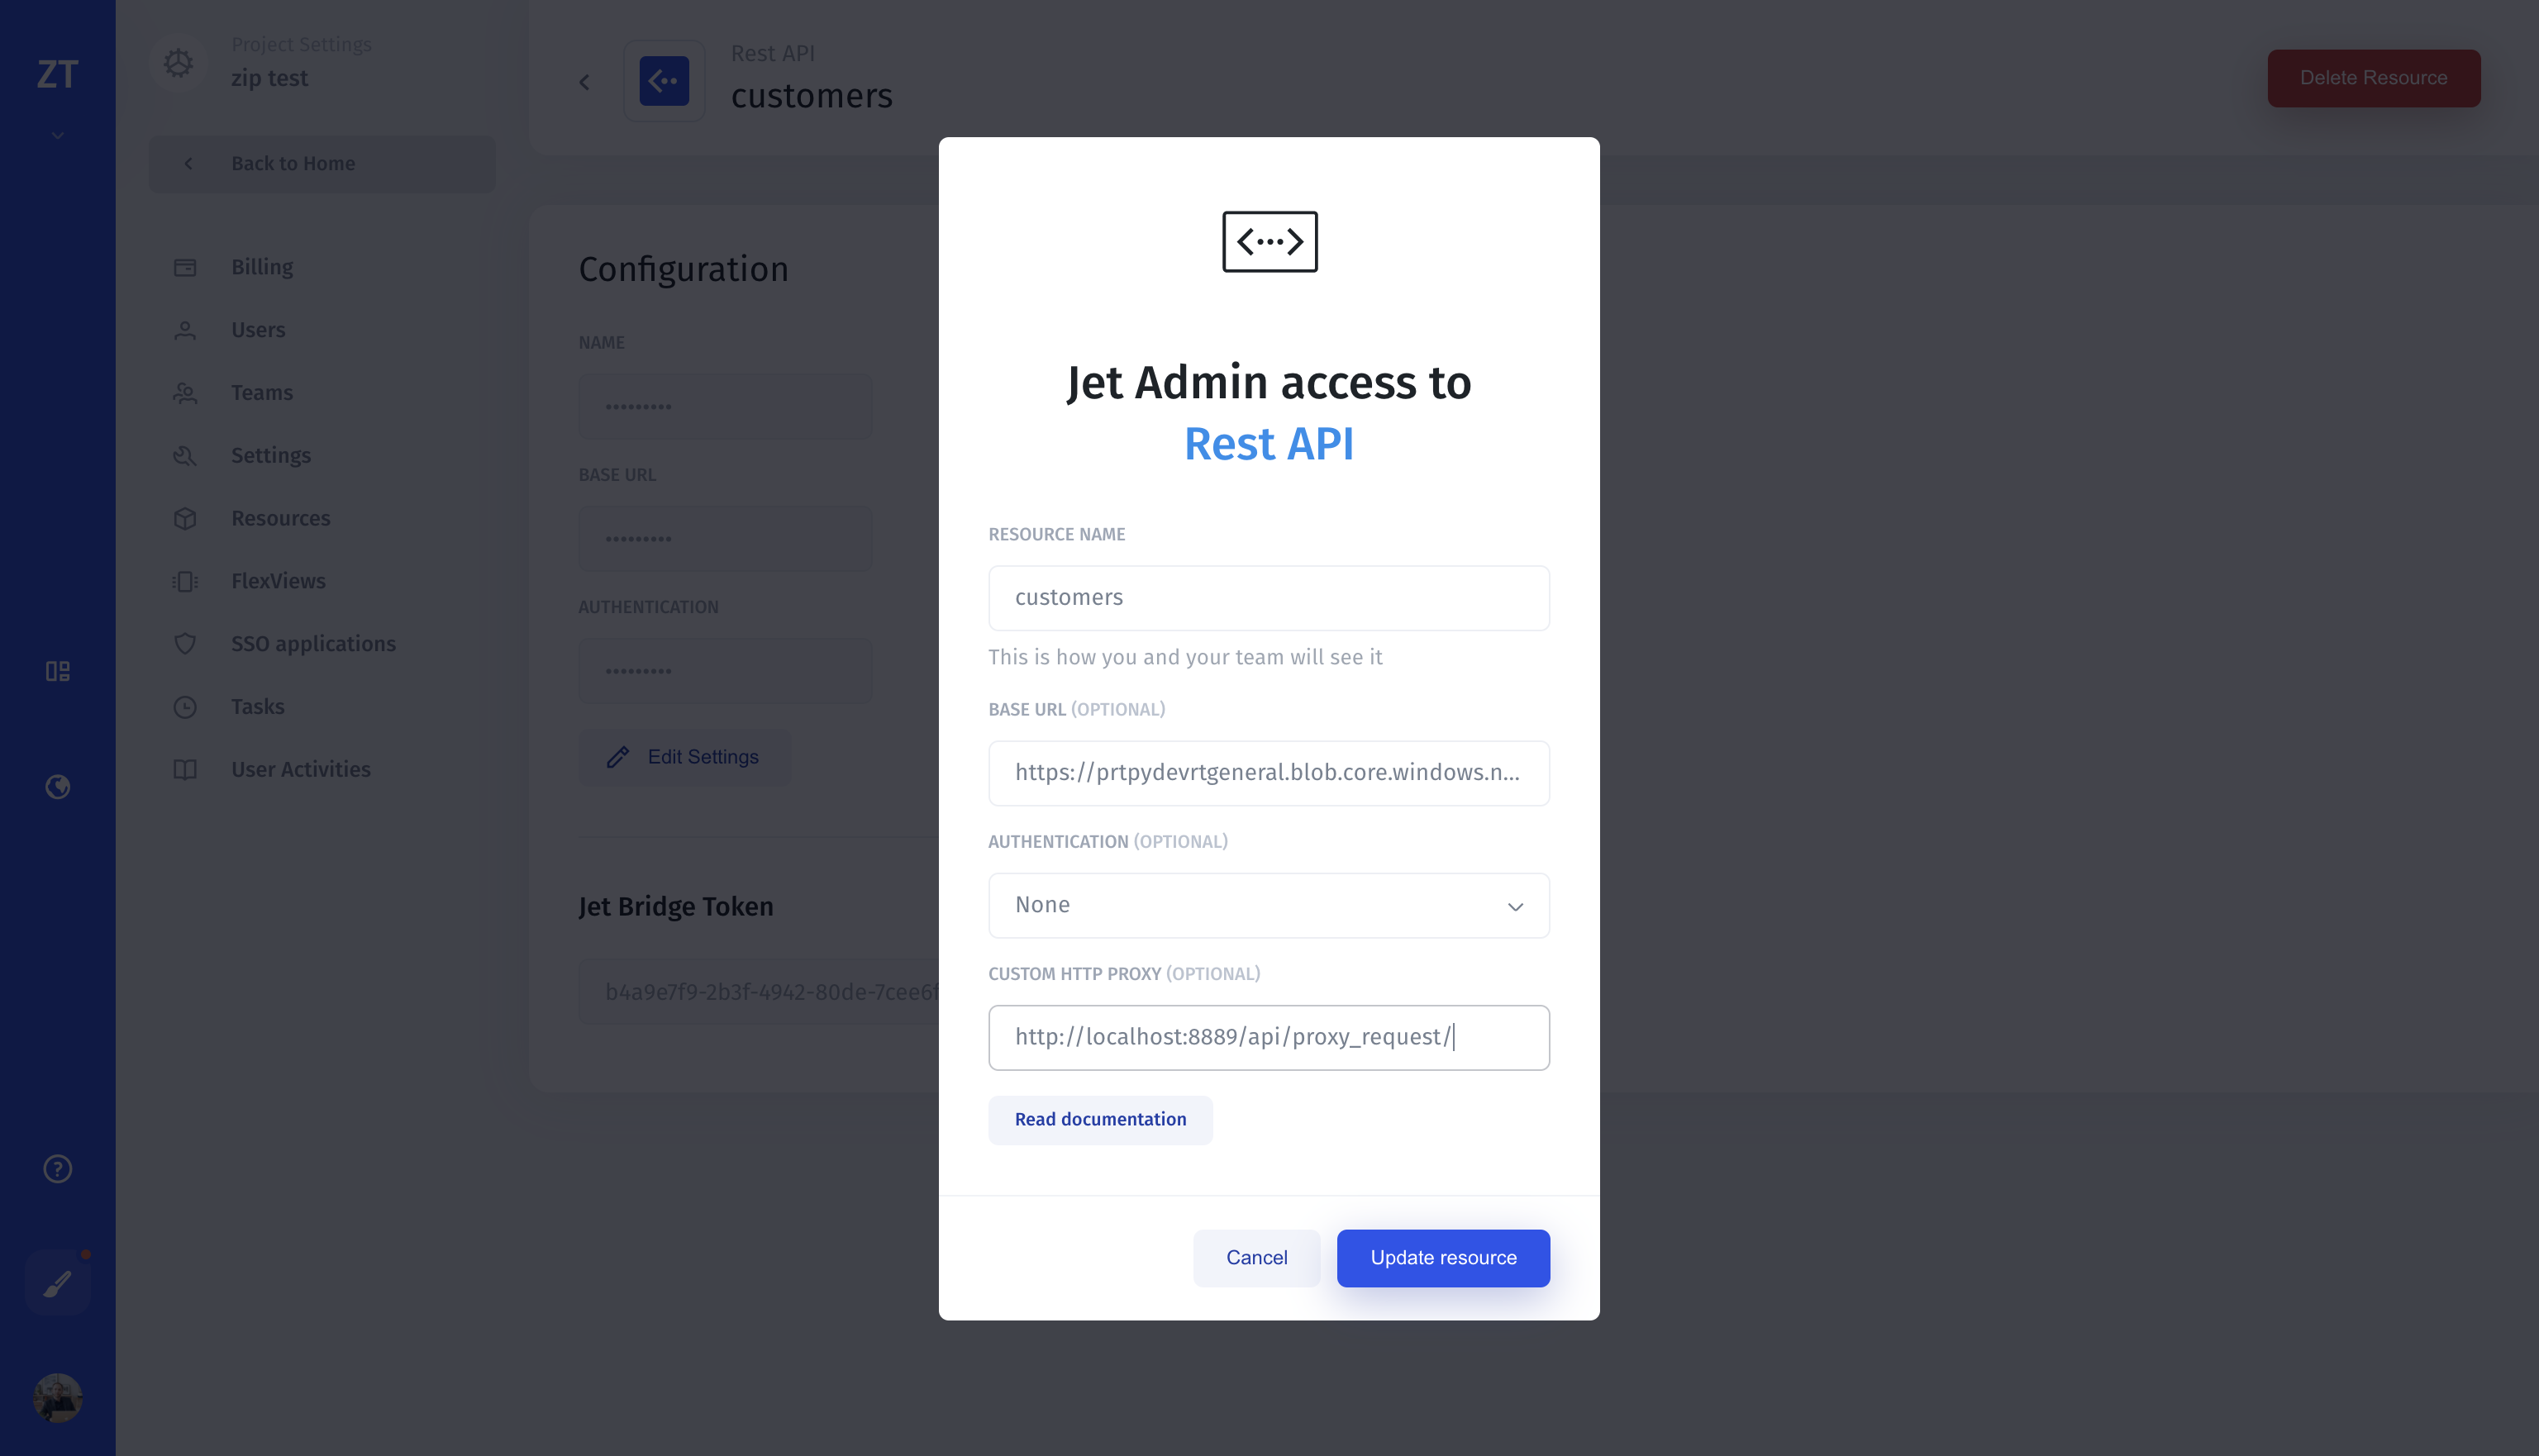 ZT
Project Settings
zip test
Back to Home
Billing
Users
Teams
Settings
Resources
FlexViews
SSO applications
Tasks
User Activities
Rest API
customers
Delete Resource
Configuration
NAME
•••••••••
BASE URL
•••••••••
AUTHENTICATION
•••••••••
Edit Settings
Jet Bridge Token
b4a9e7f9-2b3f-4942-80de-7cee6f
Jet Admin access to
Rest API
RESOURCE NAME
customers
This is how you and your team will see it
BASE URL (OPTIONAL)
https://prtpydevrtgeneral.blob.core.windows.n...
AUTHENTICATION (OPTIONAL)
None
CUSTOM HTTP PROXY (OPTIONAL)
http://localhost:8889/api/proxy_request/
Read documentation
Cancel
Update resource